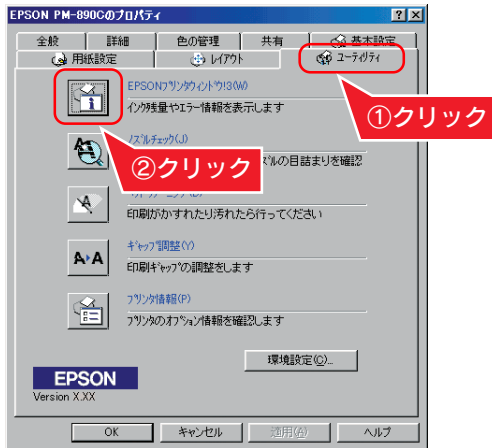 EPSON PM-890Cのプロパティ
全般 詳細 色の管理 共有 基本設定
用紙設定 レイアウト ユーティリティ
①クリック
EPSONプリンタウィンドウ!3(W)
インク残量やエラー情報を表示します
ノズルチェック(J)
②クリック
ズルの目詰まりを確認
印刷がかすれたり汚れたら行ってください
ギャップ調整(Y)
印刷ギャップの調整をします
プリンタ情報(P)
プリンタのオプション情報を確認します
環境設定(C)...
EPSON
Version X.XX
OK キャンセル 適用(A) ヘルプ